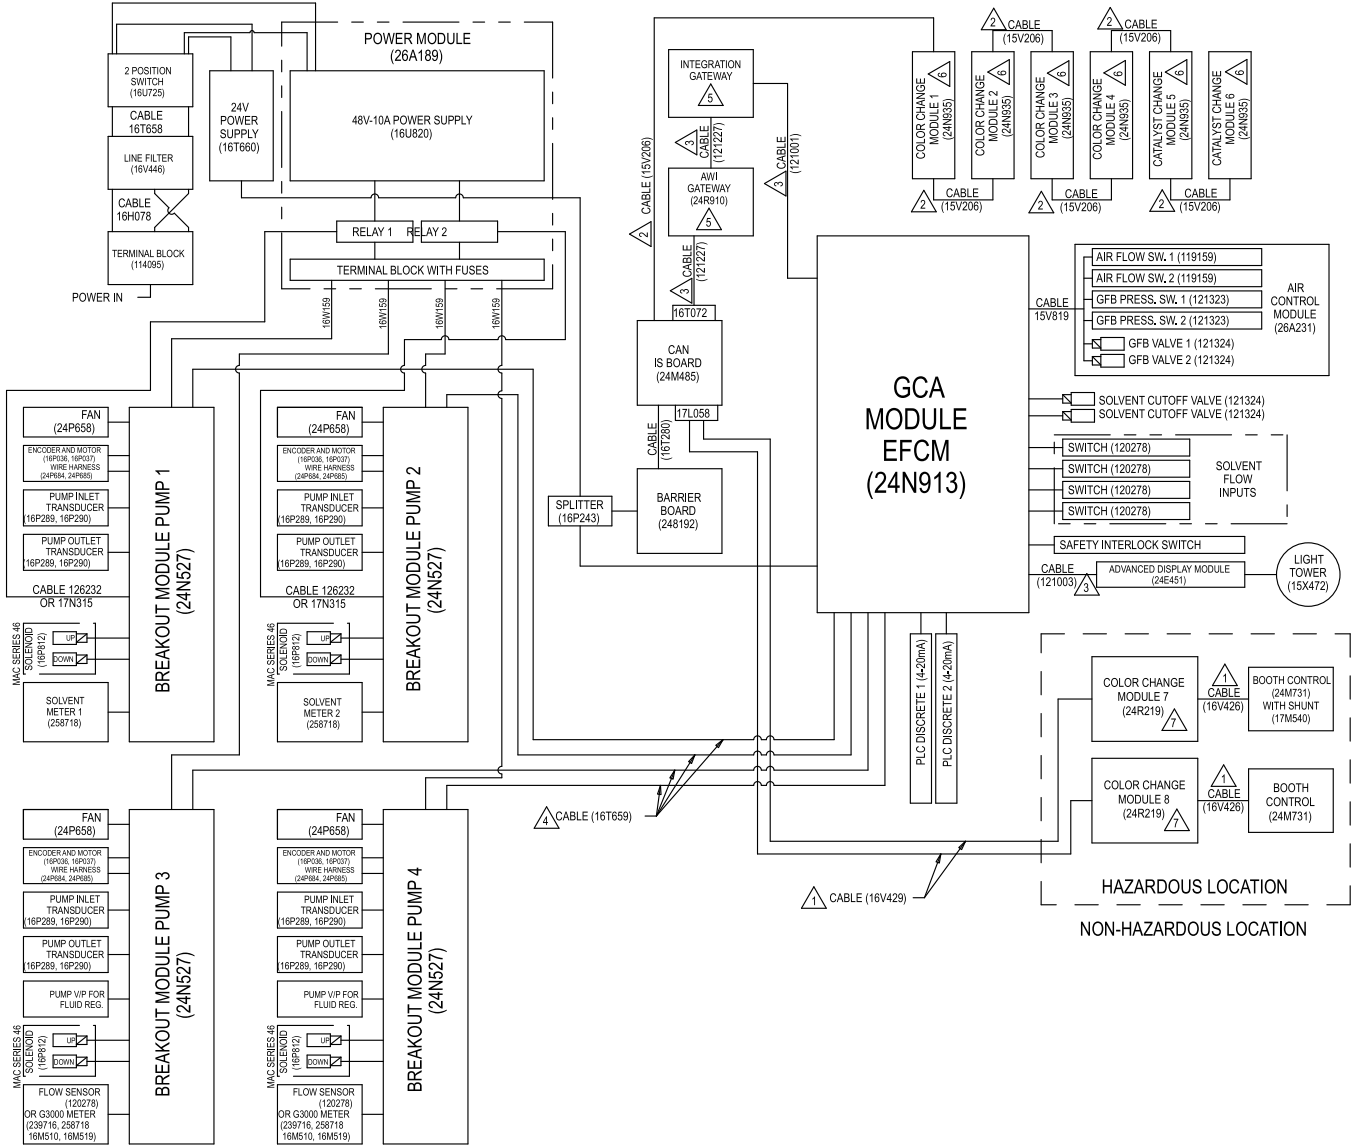 POWER MODULE
(26A189)
2 POSITION
SWITCH
(16U725)
CABLE
16T658
LINE FILTER
(16V446)
CABLE
16H078
TERMINAL BLOCK
(114095)
POWER IN
24V
POWER
SUPPLY
(16T660)
48V-10A POWER SUPPLY
(16U820)
RELAY 1
RELAY 2
TERMINAL BLOCK WITH FUSES
16W159
16W159
16W159
16W159
INTEGRATION
GATEWAY
5
3
CABLE
(121227)
AWI
GATEWAY
(24R910)
5
3
CABLE
(121227)
3
CABLE
(121001)
2
CABLE (15V206)
16T072
CAN
IS BOARD
(24M485)
17L058
CABLE
(16T280)
BARRIER
BOARD
(248192)
SPLITTER
(16P243)
2
CABLE
(15V206)
2
CABLE
(15V206)
COLOR CHANGE
MODULE 1
(24N935)
6
COLOR CHANGE
MODULE 2
(24N935)
6
COLOR CHANGE
MODULE 3
(24N935)
6
COLOR CHANGE
MODULE 4
(24N935)
6
CATALYST CHANGE
MODULE 5
(24N935)
6
CATALYST CHANGE
MODULE 6
(24N935)
6
2
CABLE
(15V206)
2
CABLE
(15V206)
2
CABLE
(15V206)
GCA
MODULE
EFCM
(24N913)
CABLE
15V819
AIR FLOW SW. 1 (119159)
AIR FLOW SW. 2 (119159)
GFB PRESS. SW. 1 (121323)
GFB PRESS. SW. 2 (121323)
GFB VALVE 1 (121324)
GFB VALVE 2 (121324)
AIR
CONTROL
MODULE
(26A231)
SOLVENT CUTOFF VALVE (121324)
SOLVENT CUTOFF VALVE (121324)
SWITCH (120278)
SWITCH (120278)
SWITCH (120278)
SWITCH (120278)
SOLVENT
FLOW
INPUTS
SAFETY INTERLOCK SWITCH
CABLE
(121003)
3
ADVANCED DISPLAY MODULE
(24E451)
LIGHT
TOWER
(15X472)
PLC DISCRETE 1 (4-20mA)
PLC DISCRETE 2 (4-20mA)
COLOR CHANGE
MODULE 7
(24R219)
7
1
CABLE
(16V426)
BOOTH CONTROL
(24M731)
WITH SHUNT
(17M540)
COLOR CHANGE
MODULE 8
(24R219)
7
1
CABLE
(16V426)
BOOTH
CONTROL
(24M731)
HAZARDOUS LOCATION
NON-HAZARDOUS LOCATION
4
CABLE (16T659)
1
CABLE (16V429)
FAN
(24P658)
ENCODER AND MOTOR
(16P036, 16P037)
WIRE HARNESS
(24P684, 24P685)
PUMP INLET
TRANSDUCER
(16P289, 16P290)
PUMP OUTLET
TRANSDUCER
(16P289, 16P290)
CABLE 126232
OR 17N315
MAC SERIES 46
SOLENOID
(16P812)
UP
DOWN
SOLVENT
METER 1
(258718)
BREAKOUT MODULE PUMP 1
(24N527)
FAN
(24P658)
ENCODER AND MOTOR
(16P036, 16P037)
WIRE HARNESS
(24P684, 24P685)
PUMP INLET
TRANSDUCER
(16P289, 16P290)
PUMP OUTLET
TRANSDUCER
(16P289, 16P290)
CABLE 126232
OR 17N315
MAC SERIES 46
SOLENOID
(16P812)
UP
DOWN
SOLVENT
METER 2
(258718)
BREAKOUT MODULE PUMP 2
(24N527)
FAN
(24P658)
ENCODER AND MOTOR
(16P036, 16P037)
WIRE HARNESS
(24P684, 24P685)
PUMP INLET
TRANSDUCER
(16P289, 16P290)
PUMP OUTLET
TRANSDUCER
(16P289, 16P290)
PUMP V/P FOR
FLUID REG.
MAC SERIES 46
SOLENOID
(16P812)
UP
DOWN
FLOW SENSOR
(120278)
OR G3000 METER
(239716, 258718
16M510, 16M519)
BREAKOUT MODULE PUMP 3
(24N527)
FAN
(24P658)
ENCODER AND MOTOR
(16P036, 16P037)
WIRE HARNESS
(24P684, 24P685)
PUMP INLET
TRANSDUCER
(16P289, 16P290)
PUMP OUTLET
TRANSDUCER
(16P289, 16P290)
PUMP V/P FOR
FLUID REG.
MAC SERIES 46
SOLENOID
(16P812)
UP
DOWN
FLOW SENSOR
(120278)
OR G3000 METER
(239716, 258718
16M510, 16M519)
BREAKOUT MODULE PUMP 4
(24N527)